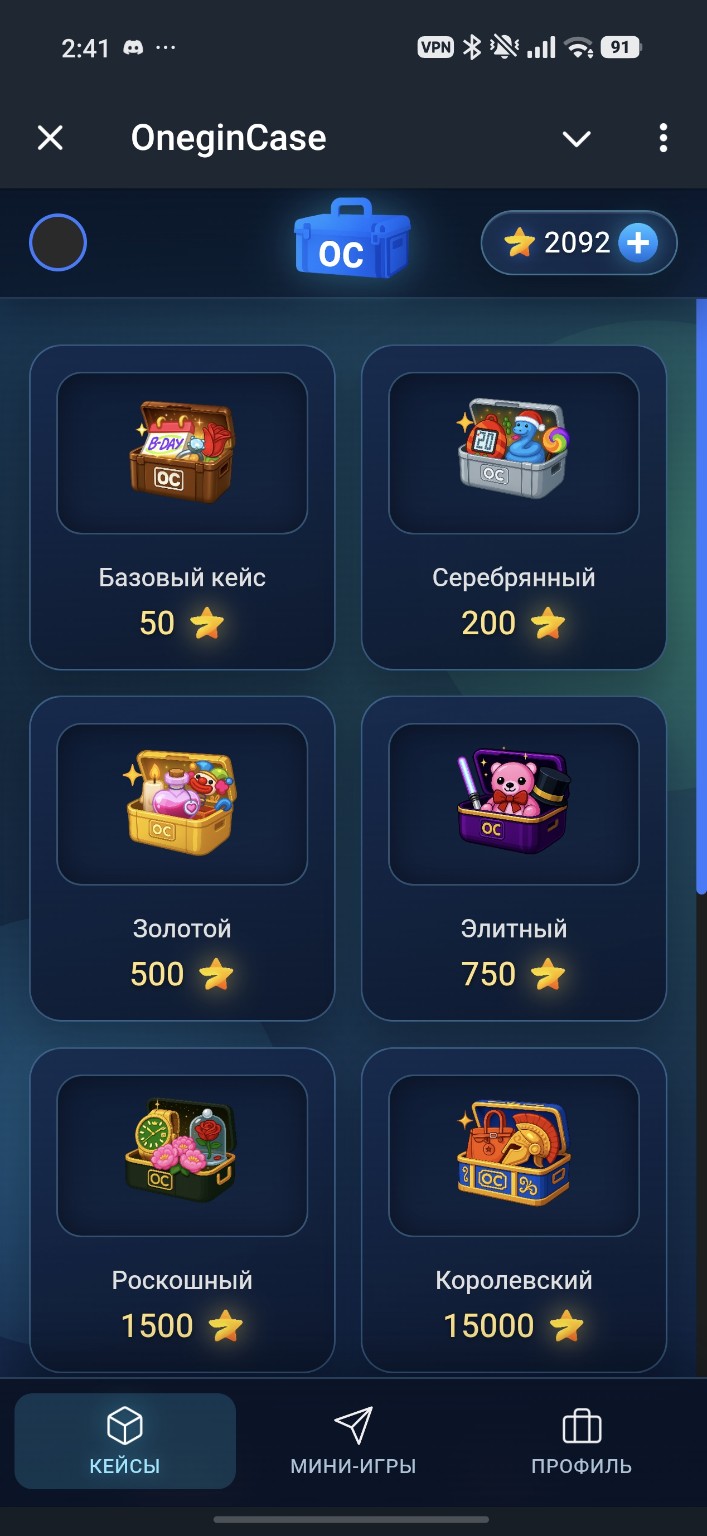 2:41 ... VPN 91
OneginCase
OC
2092
B-DAY
OC
20
OC
Базовый кейс
Серебрянный
50
200
OC
OC
Золотой
Элитный
500
750
OC
OC
Роскошный
Королевский
1500
15000
КЕЙСЫ
МИНИ-ИГРЫ
ПРОФИЛЬ